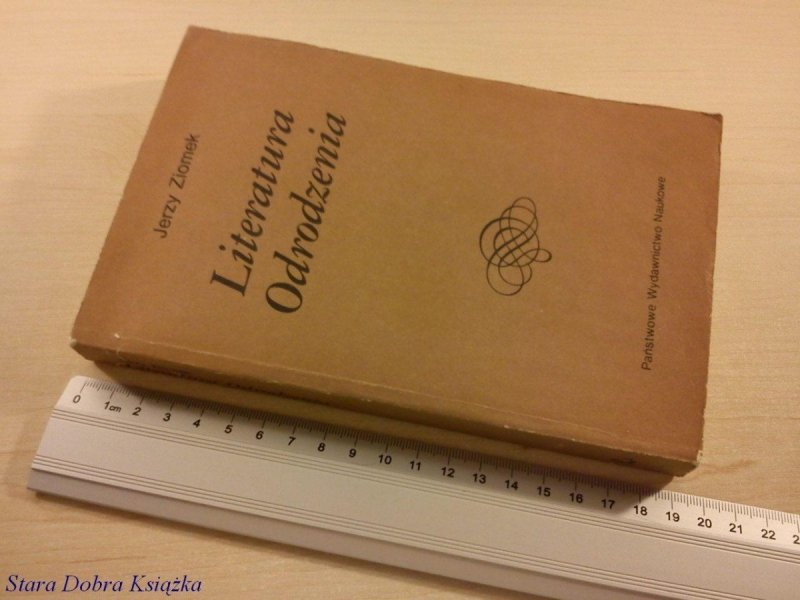 Jerzy Ziomek
Literatura
Odrodzenia
Państwowe Wydawnictwo Naukowe
0 1cm 2 3 4 5 6 7 8 9 10 11 12 13 14 15 16 17 18 19 20 21 22
Stara Dobra Książka